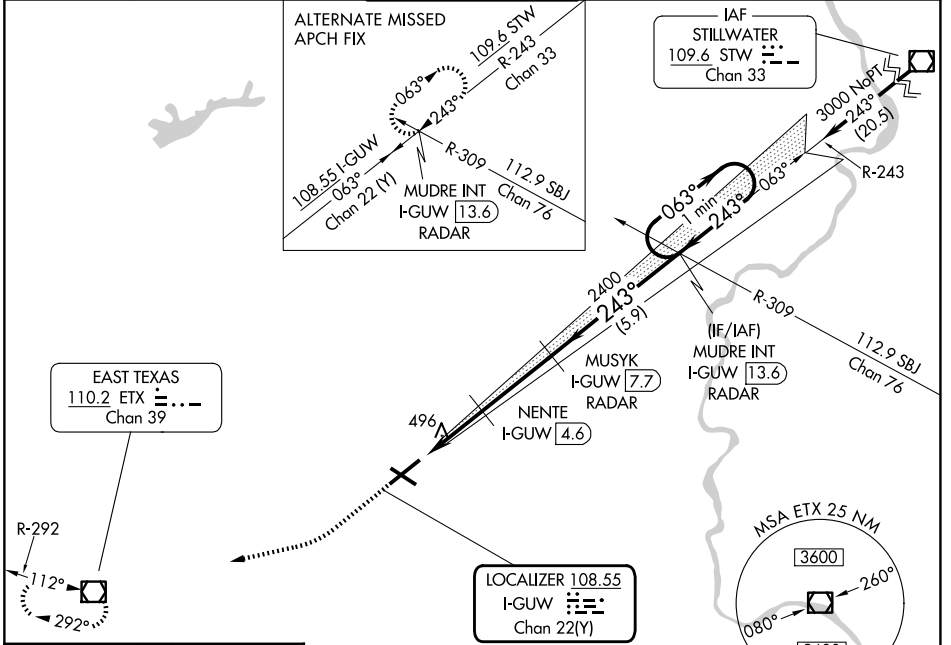 ALTERNATE MISSED
APCH FIX
109.6 STW
R-243
Chan 33
063°
243°
108.55 I-GUW
063°
Chan 22 (Y)
R-309
112.9 SBJ
Chan 76
MUDRE INT
I-GUW 13.6
RADAR
IAF
STILLWATER
109.6 STW
Chan 33
3000 NoPT
243°
(20.5)
R-243
063°
063°
1 min
243°
2400
243°
(5.9)
R-309
112.9 SBJ
Chan 76
(IF/IAF)
MUDRE INT
I-GUW 13.6
RADAR
MUSYK
I-GUW 7.7
RADAR
NENTE
I-GUW 4.6
496
EAST TEXAS
110.2 ETX
Chan 39
R-292
112°
292°
LOCALIZER 108.55
I-GUW
Chan 22(Y)
MSA ETX 25 NM
3600
260°
080°